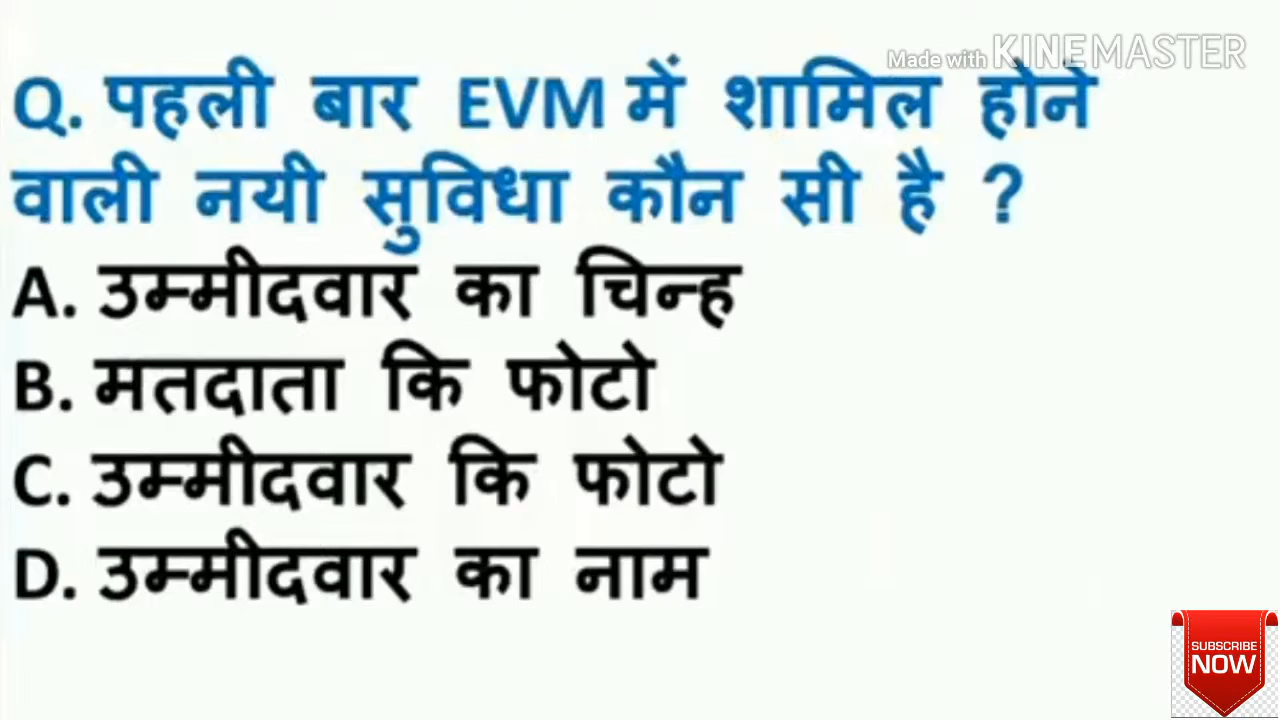 Made with KINEMASTER
Q. पहली बार EVM में शामिल होने
वाली नयी सुविधा कौन सी है ?
A. उम्मीदवार का चिन्ह
B. मतदाता कि फोटो
C. उम्मीदवार कि फोटो
D. उम्मीदवार का नाम
SUBSCRIBE
NOW